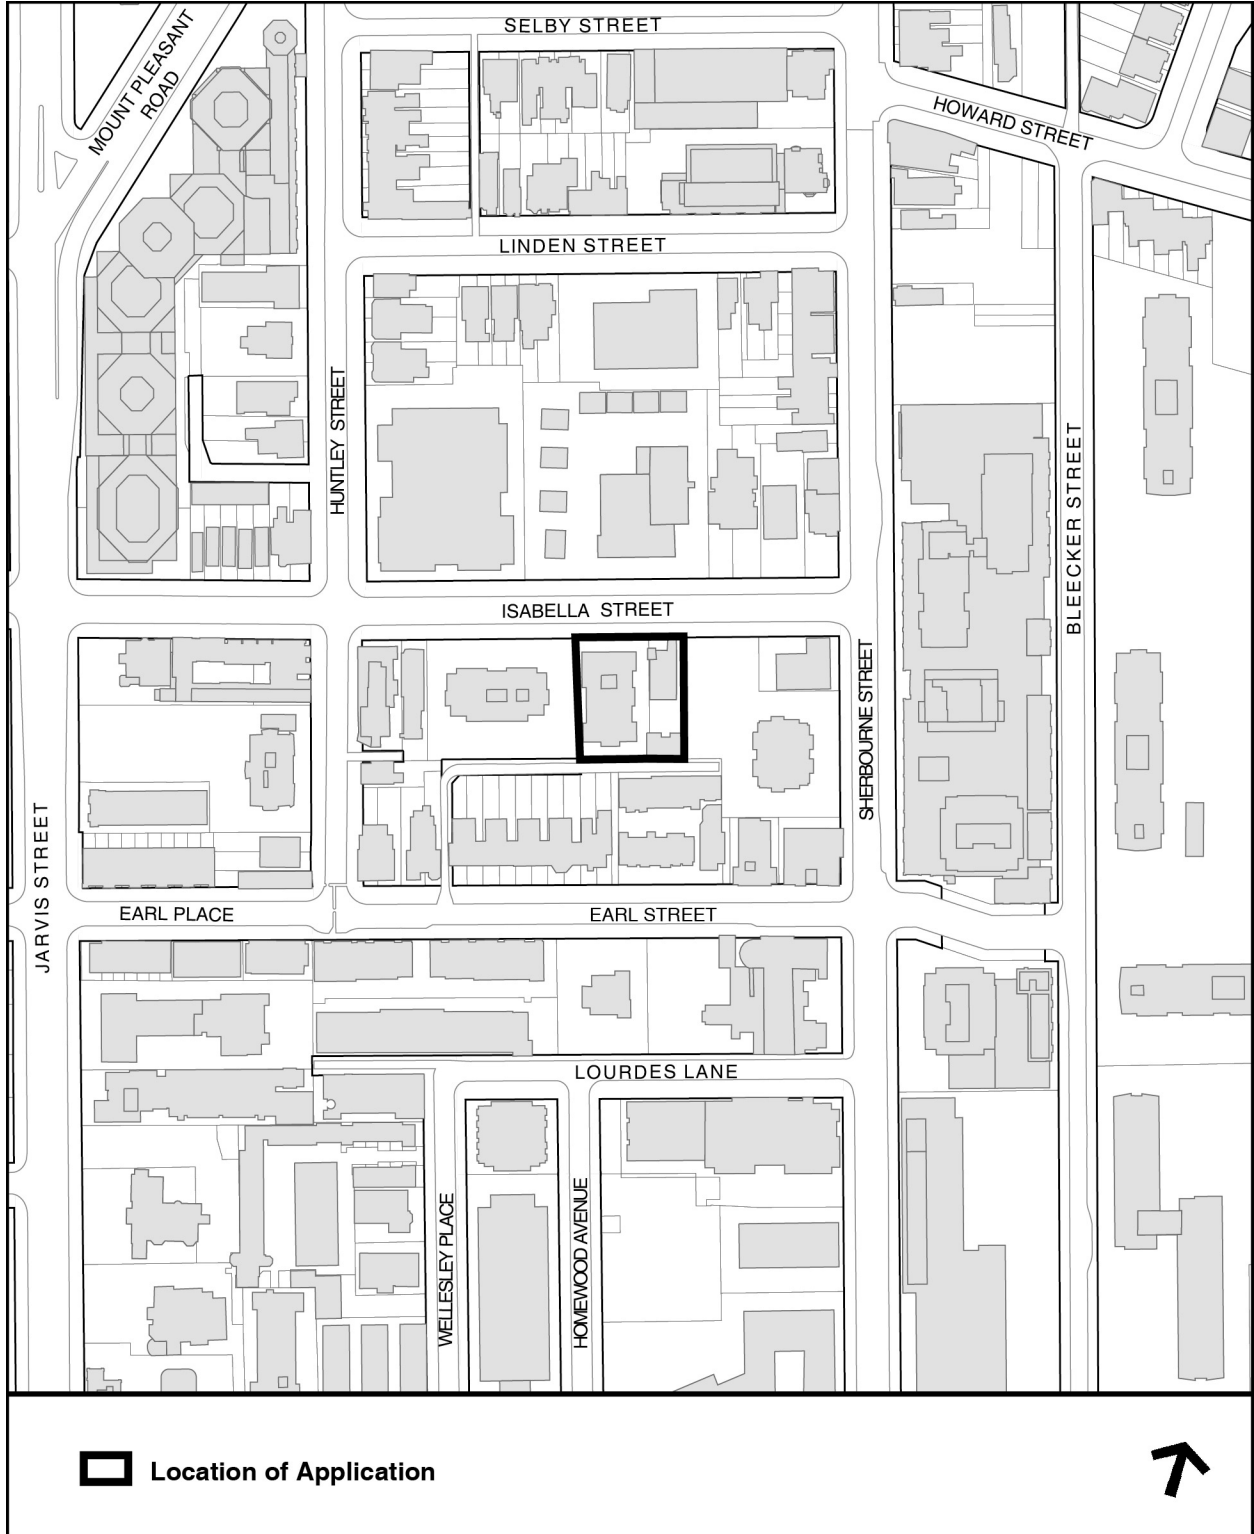 SELBY STREET
MOUNT PLEASANT
ROAD
HOWARD STREET
LINDEN STREET
HUNTLEY STREET
BLEECKER STREET
ISABELLA STREET
SHERBOURNE STREET
JARVIS STREET
EARL PLACE
EARL STREET
LOURDES LANE
WELLESLEY PLACE
HOMEWOOD AVENUE
Location of Application